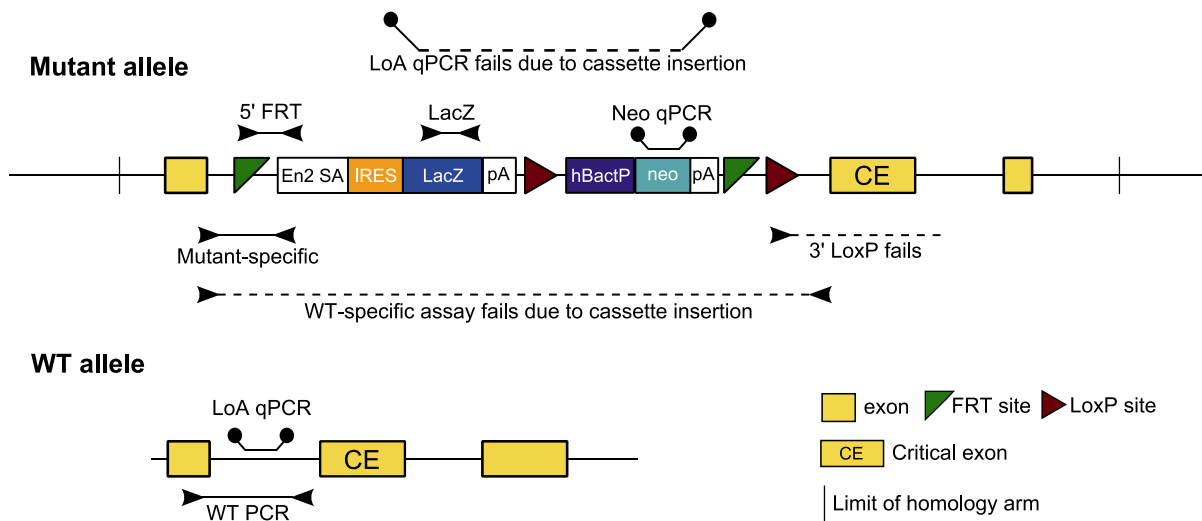 LoA qPCR fails due to cassette insertion
Mutant allele
5' FRT
LacZ
Neo qPCR
En2 SA
IRES
LacZ
pA
hBactP
neo
pA
CE
Mutant-specific
3' LoxP fails
WT-specific assay fails due to cassette insertion
WT allele
LoA qPCR
CE
WT PCR
exon
FRT site
LoxP site
CE
Critical exon
Limit of homology arm